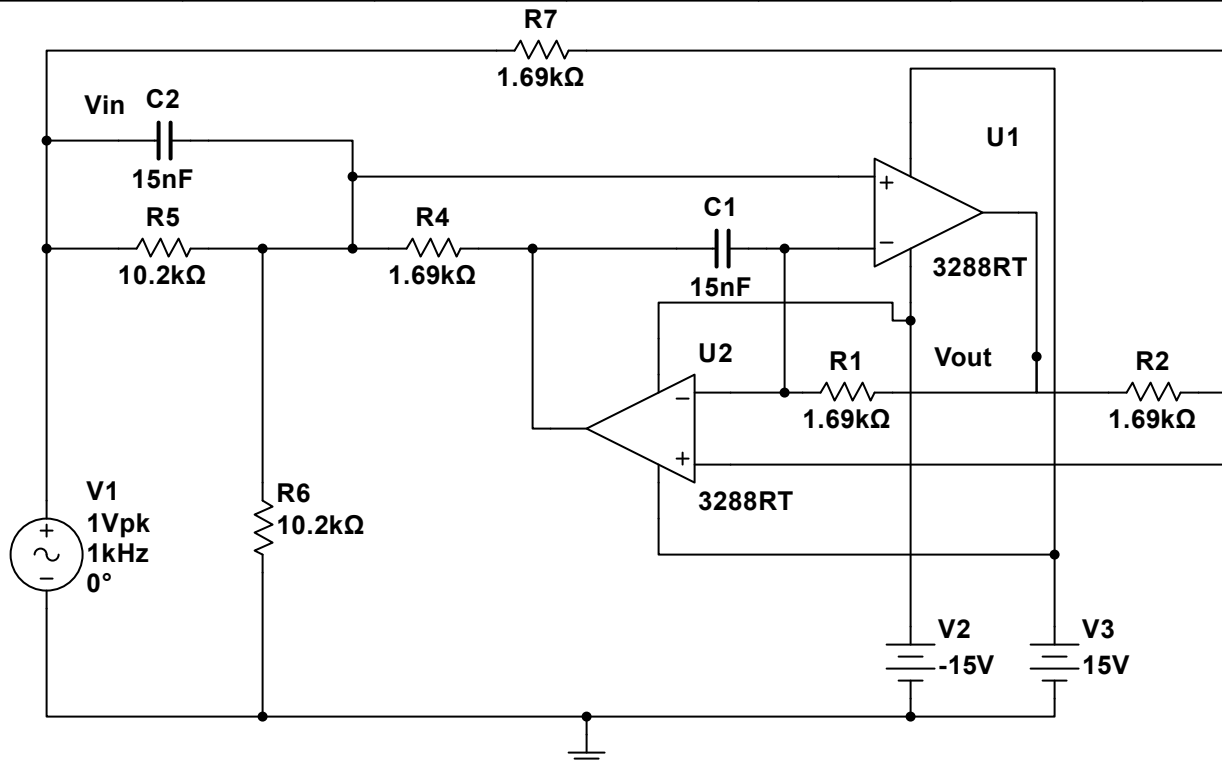 R7
1.69kΩ
Vin
C2
15nF
U1
+
−
3288RT
R5
10.2kΩ
R4
1.69kΩ
C1
15nF
U2
−
+
3288RT
R1
1.69kΩ
Vout
R2
1.69kΩ
V1
1Vpk
1kHz
0°
+
−
R6
10.2kΩ
V2
-15V
V3
15V